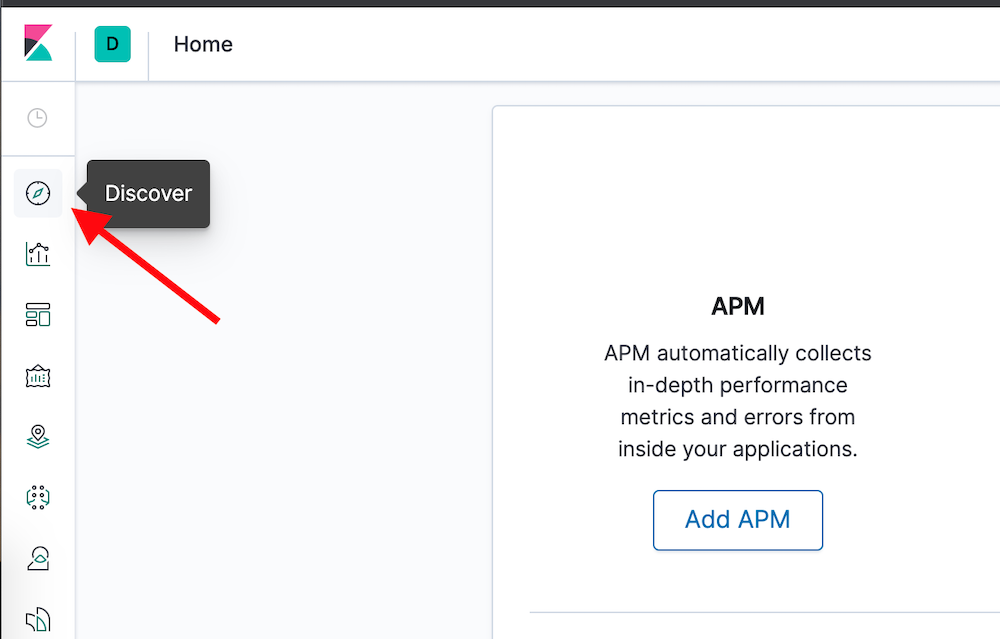 D
Home
Discover
APM
APM automatically collects
in-depth performance
metrics and errors from
inside your applications.
Add APM